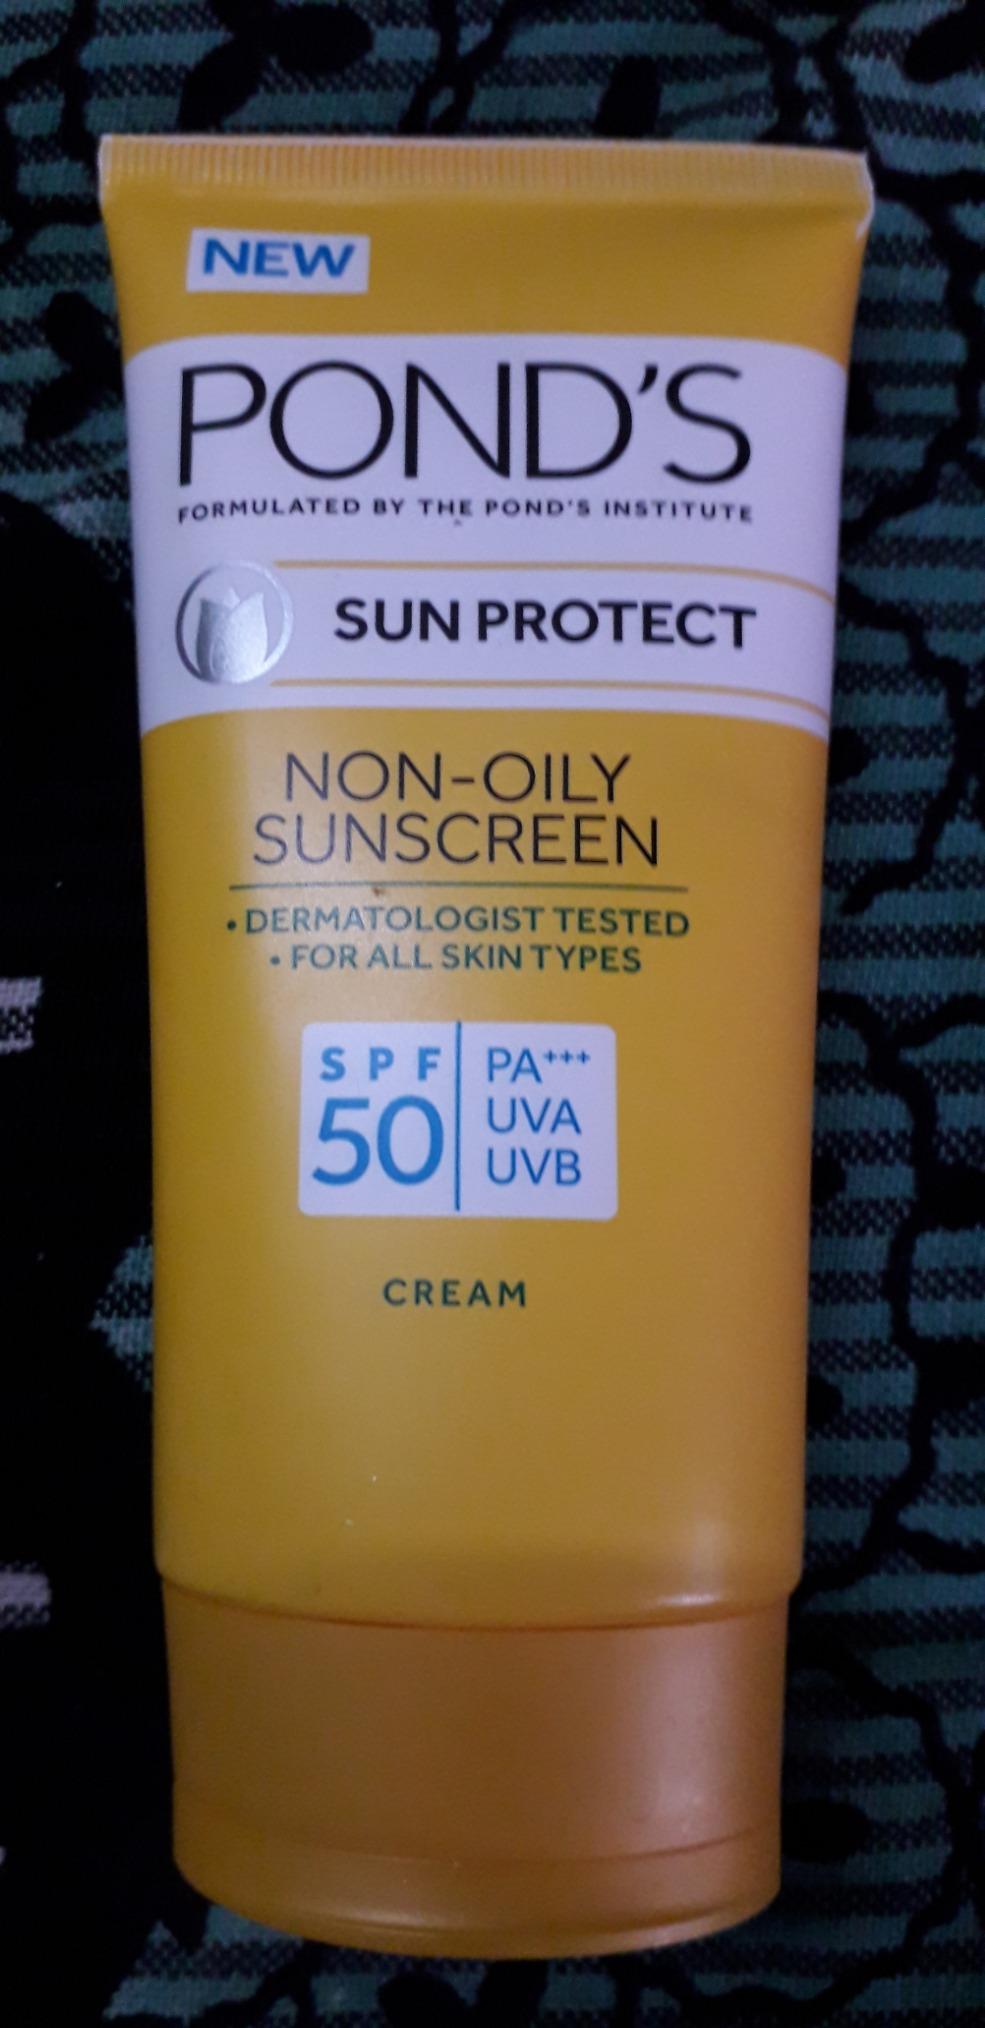 NEW
POND'S
FORMULATED BY THE POND'S INSTITUTE
SUN PROTECT
NON-OILY
SUNSCREEN
• DERMATOLOGIST TESTED
• FOR ALL SKIN TYPES
SPF
50
PA+++
UVA
UVB
CREAM